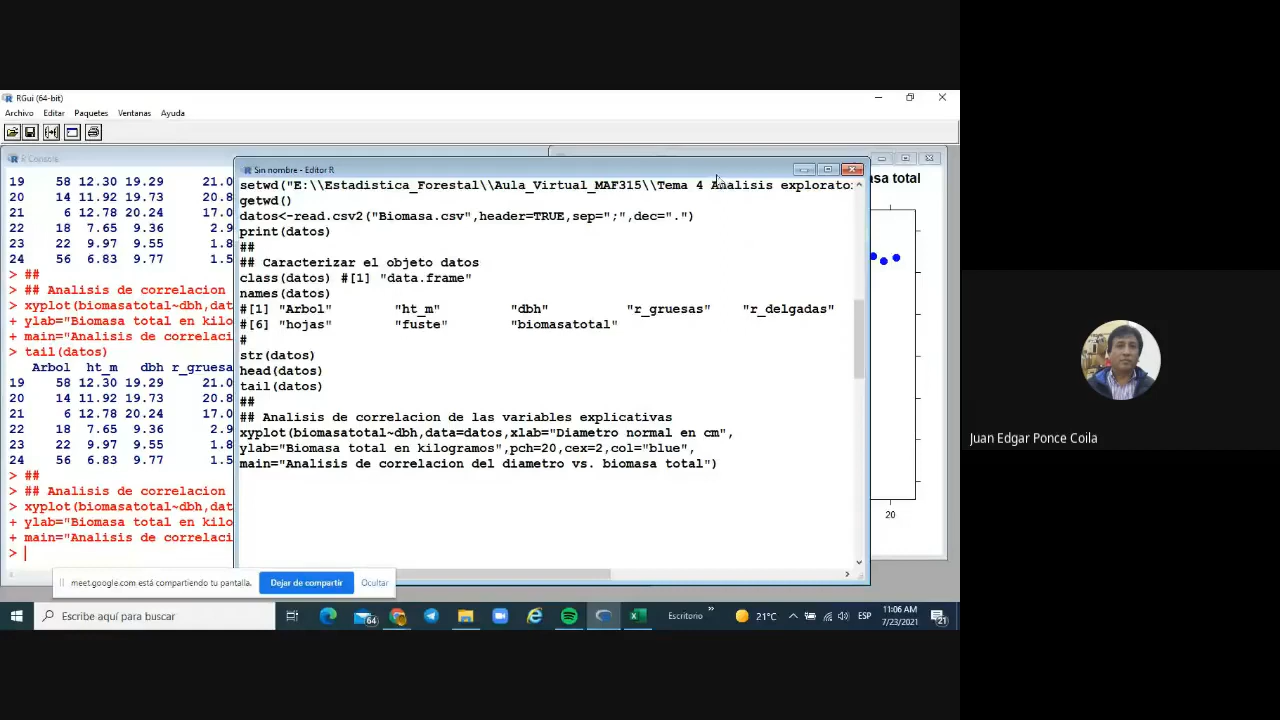 RGui (64-bit)
Archivo Editar Paquetes Ventanas Ayuda
R Console
19 58 12.30 19.29 21.0
20 14 11.92 19.73 20.8
21 6 12.78 20.24 17.0
22 18 7.65 9.36 2.9
23 22 9.97 9.55 1.8
24 56 6.83 9.77 1.5
> ##
> ## Analisis de correlacion
> xyplot(biomasatotal~dbh,dat
+ ylab="Biomasa total en kilo
+ main="Analisis de correlaci
> tail(datos)
Arbol ht_m dbh r_gruesa
19 58 12.30 19.29 21.0
20 14 11.92 19.73 20.8
21 6 12.78 20.24 17.0
22 18 7.65 9.36 2.9
23 22 9.97 9.55 1.8
24 56 6.83 9.77 1.5
> ##
> ## Analisis de correlacion
> xyplot(biomasatotal~dbh,dat
+ ylab="Biomasa total en kilo
+ main="Analisis de correlaci
>
Sin nombre - Editor R
setwd("E:\\Estadistica_Forestal\\Aula_Virtual_MAF315\\Tema 4 Analisis explorato
getwd()
datos<-read.csv2("Biomasa.csv",header=TRUE,sep=";",dec=".")
print(datos)
##
## Caracterizar el objeto datos
class(datos) #[1] "data.frame"
names(datos)
#[1] "Arbol" "ht_m" "dbh" "r_gruesas" "r_delgadas"
#[6] "hojas" "fuste" "biomasatotal"
#
str(datos)
head(datos)
tail(datos)
##
## Analisis de correlacion de las variables explicativas
xyplot(biomasatotal~dbh,data=datos,xlab="Diametro normal en cm",
ylab="Biomasa total en kilogramos",pch=20,cex=2,col="blue",
main="Analisis de correlacion del diametro vs. biomasa total")
asa total
20
Juan Edgar Ponce Coila
meet.google.com está compartiendo tu pantalla.
Dejar de compartir
Ocultar
Escribe aquí para buscar
64
Escritorio
21°C
ESP
11:06 AM
7/23/2021
21